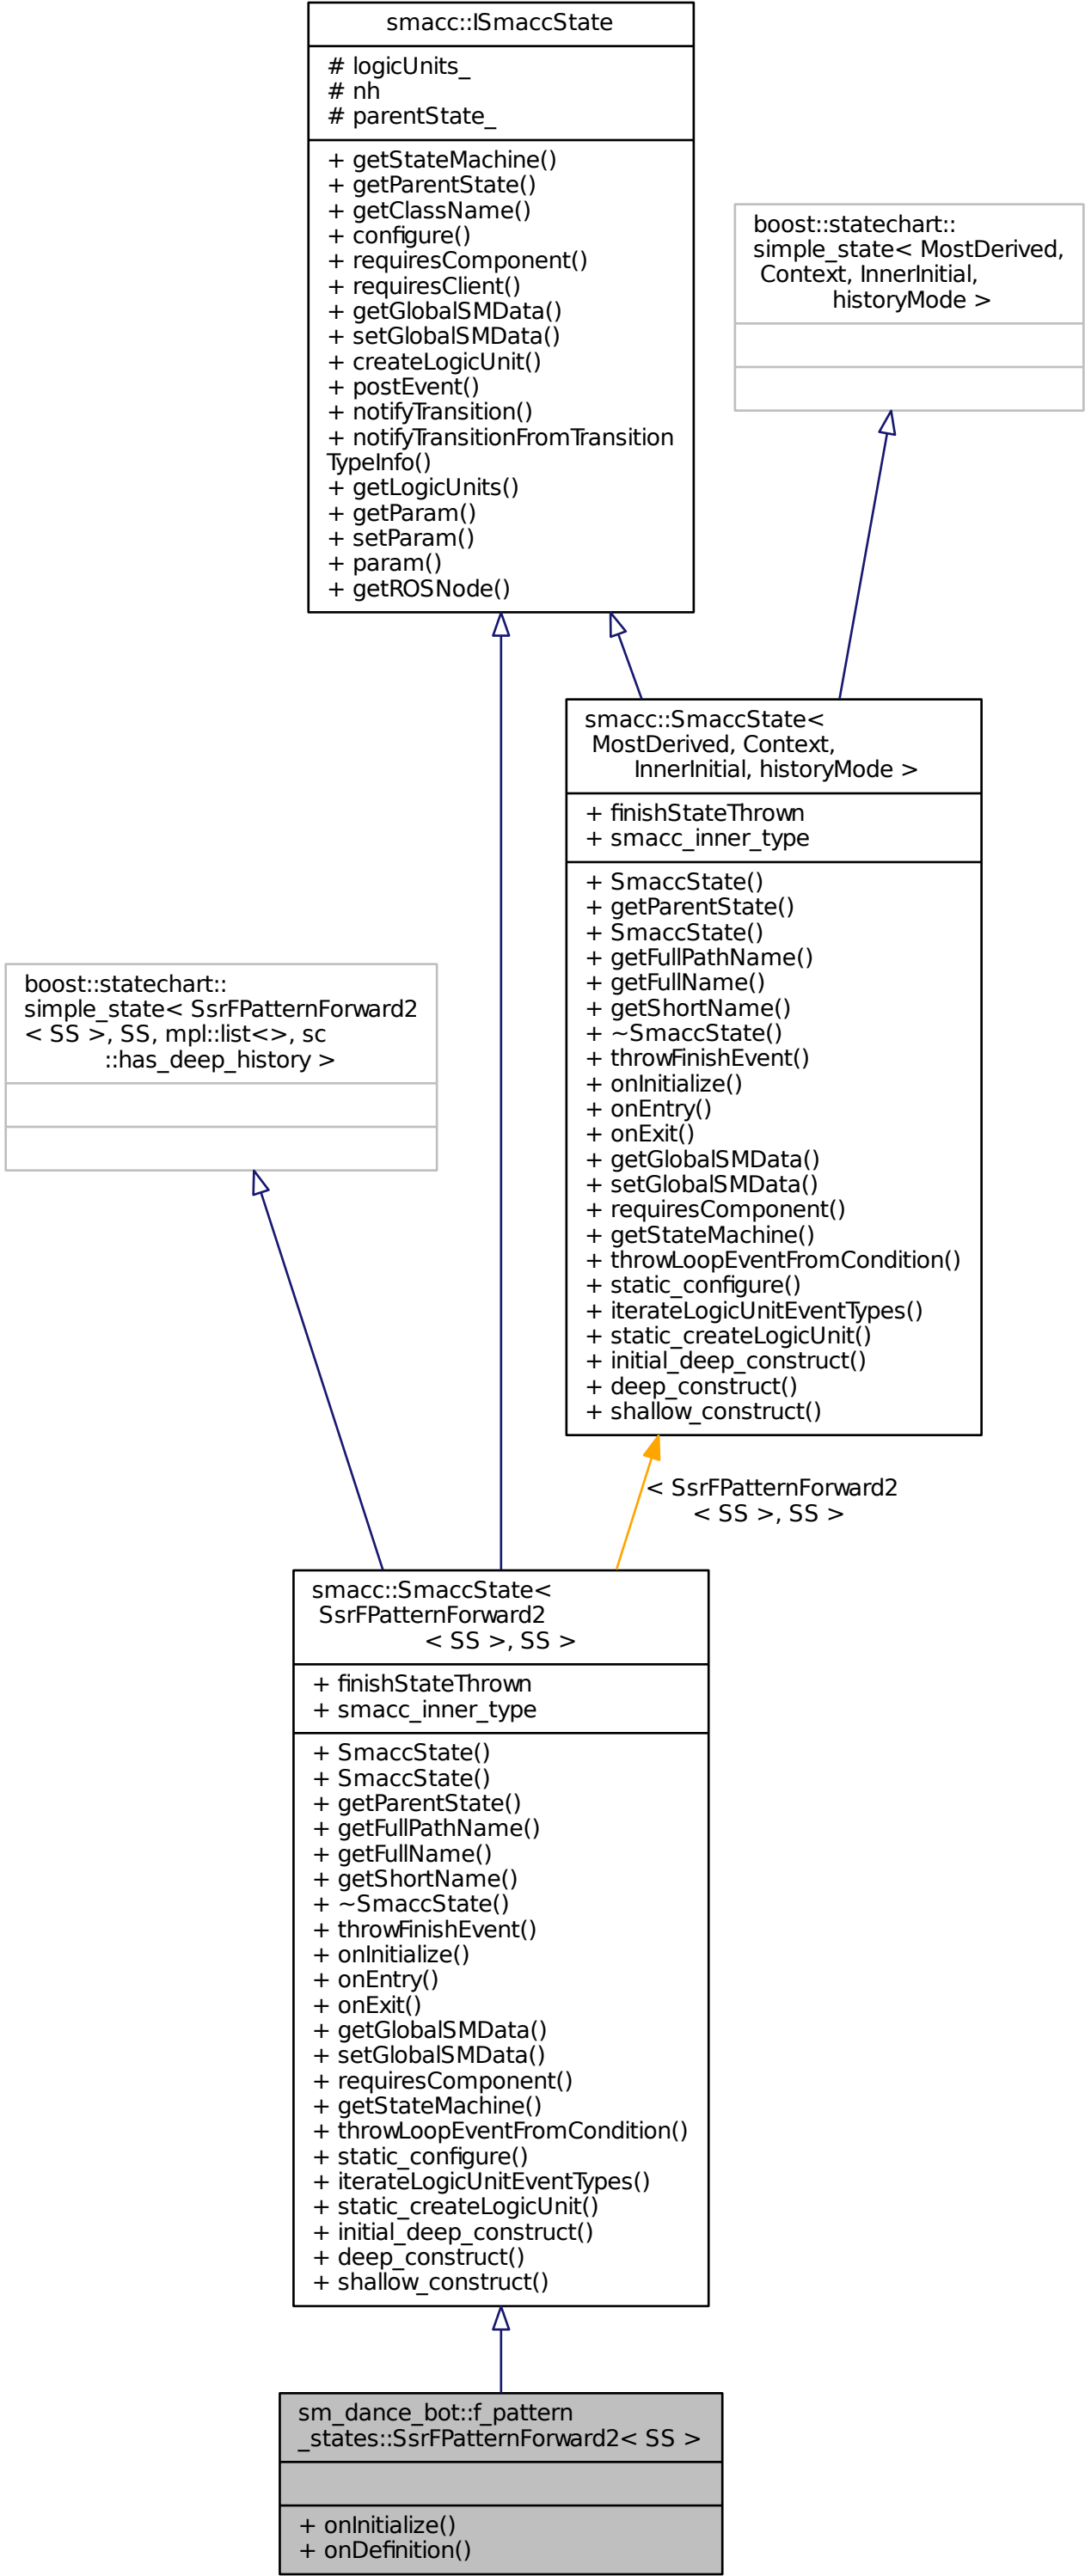 smacc::ISmaccState
# logicUnits_
# nh
# parentState_
+ getStateMachine()
+ getParentState()
+ getClassName()
+ configure()
+ requiresComponent()
+ requiresClient()
+ getGlobalSMData()
+ setGlobalSMData()
+ createLogicUnit()
+ postEvent()
+ notifyTransition()
+ notifyTransitionFromTransition
TypeInfo()
+ getLogicUnits()
+ getParam()
+ setParam()
+ param()
+ getROSNode()
boost::statechart::
simple_state< MostDerived,
Context, InnerInitial,
historyMode >
smacc::SmaccState<
MostDerived, Context,
InnerInitial, historyMode >
+ finishStateThrown
+ smacc_inner_type
+ SmaccState()
+ getParentState()
+ SmaccState()
+ getFullPathName()
+ getFullName()
+ getShortName()
+ ~SmaccState()
+ throwFinishEvent()
+ onInitialize()
+ onEntry()
+ onExit()
+ getGlobalSMData()
+ setGlobalSMData()
+ requiresComponent()
+ getStateMachine()
+ throwLoopEventFromCondition()
+ static_configure()
+ iterateLogicUnitEventTypes()
+ static_createLogicUnit()
+ initial_deep_construct()
+ deep_construct()
+ shallow_construct()
boost::statechart::
simple_state< SsrFPatternForward2
< SS >, SS, mpl::list<>, sc
::has_deep_history >
< SsrFPatternForward2
< SS >, SS >
smacc::SmaccState<
SsrFPatternForward2
< SS >, SS >
+ finishStateThrown
+ smacc_inner_type
+ SmaccState()
+ SmaccState()
+ getParentState()
+ getFullPathName()
+ getFullName()
+ getShortName()
+ ~SmaccState()
+ throwFinishEvent()
+ onInitialize()
+ onEntry()
+ onExit()
+ getGlobalSMData()
+ setGlobalSMData()
+ requiresComponent()
+ getStateMachine()
+ throwLoopEventFromCondition()
+ static_configure()
+ iterateLogicUnitEventTypes()
+ static_createLogicUnit()
+ initial_deep_construct()
+ deep_construct()
+ shallow_construct()
sm_dance_bot::f_pattern
_states::SsrFPatternForward2< SS >
+ onInitialize()
+ onDefinition()